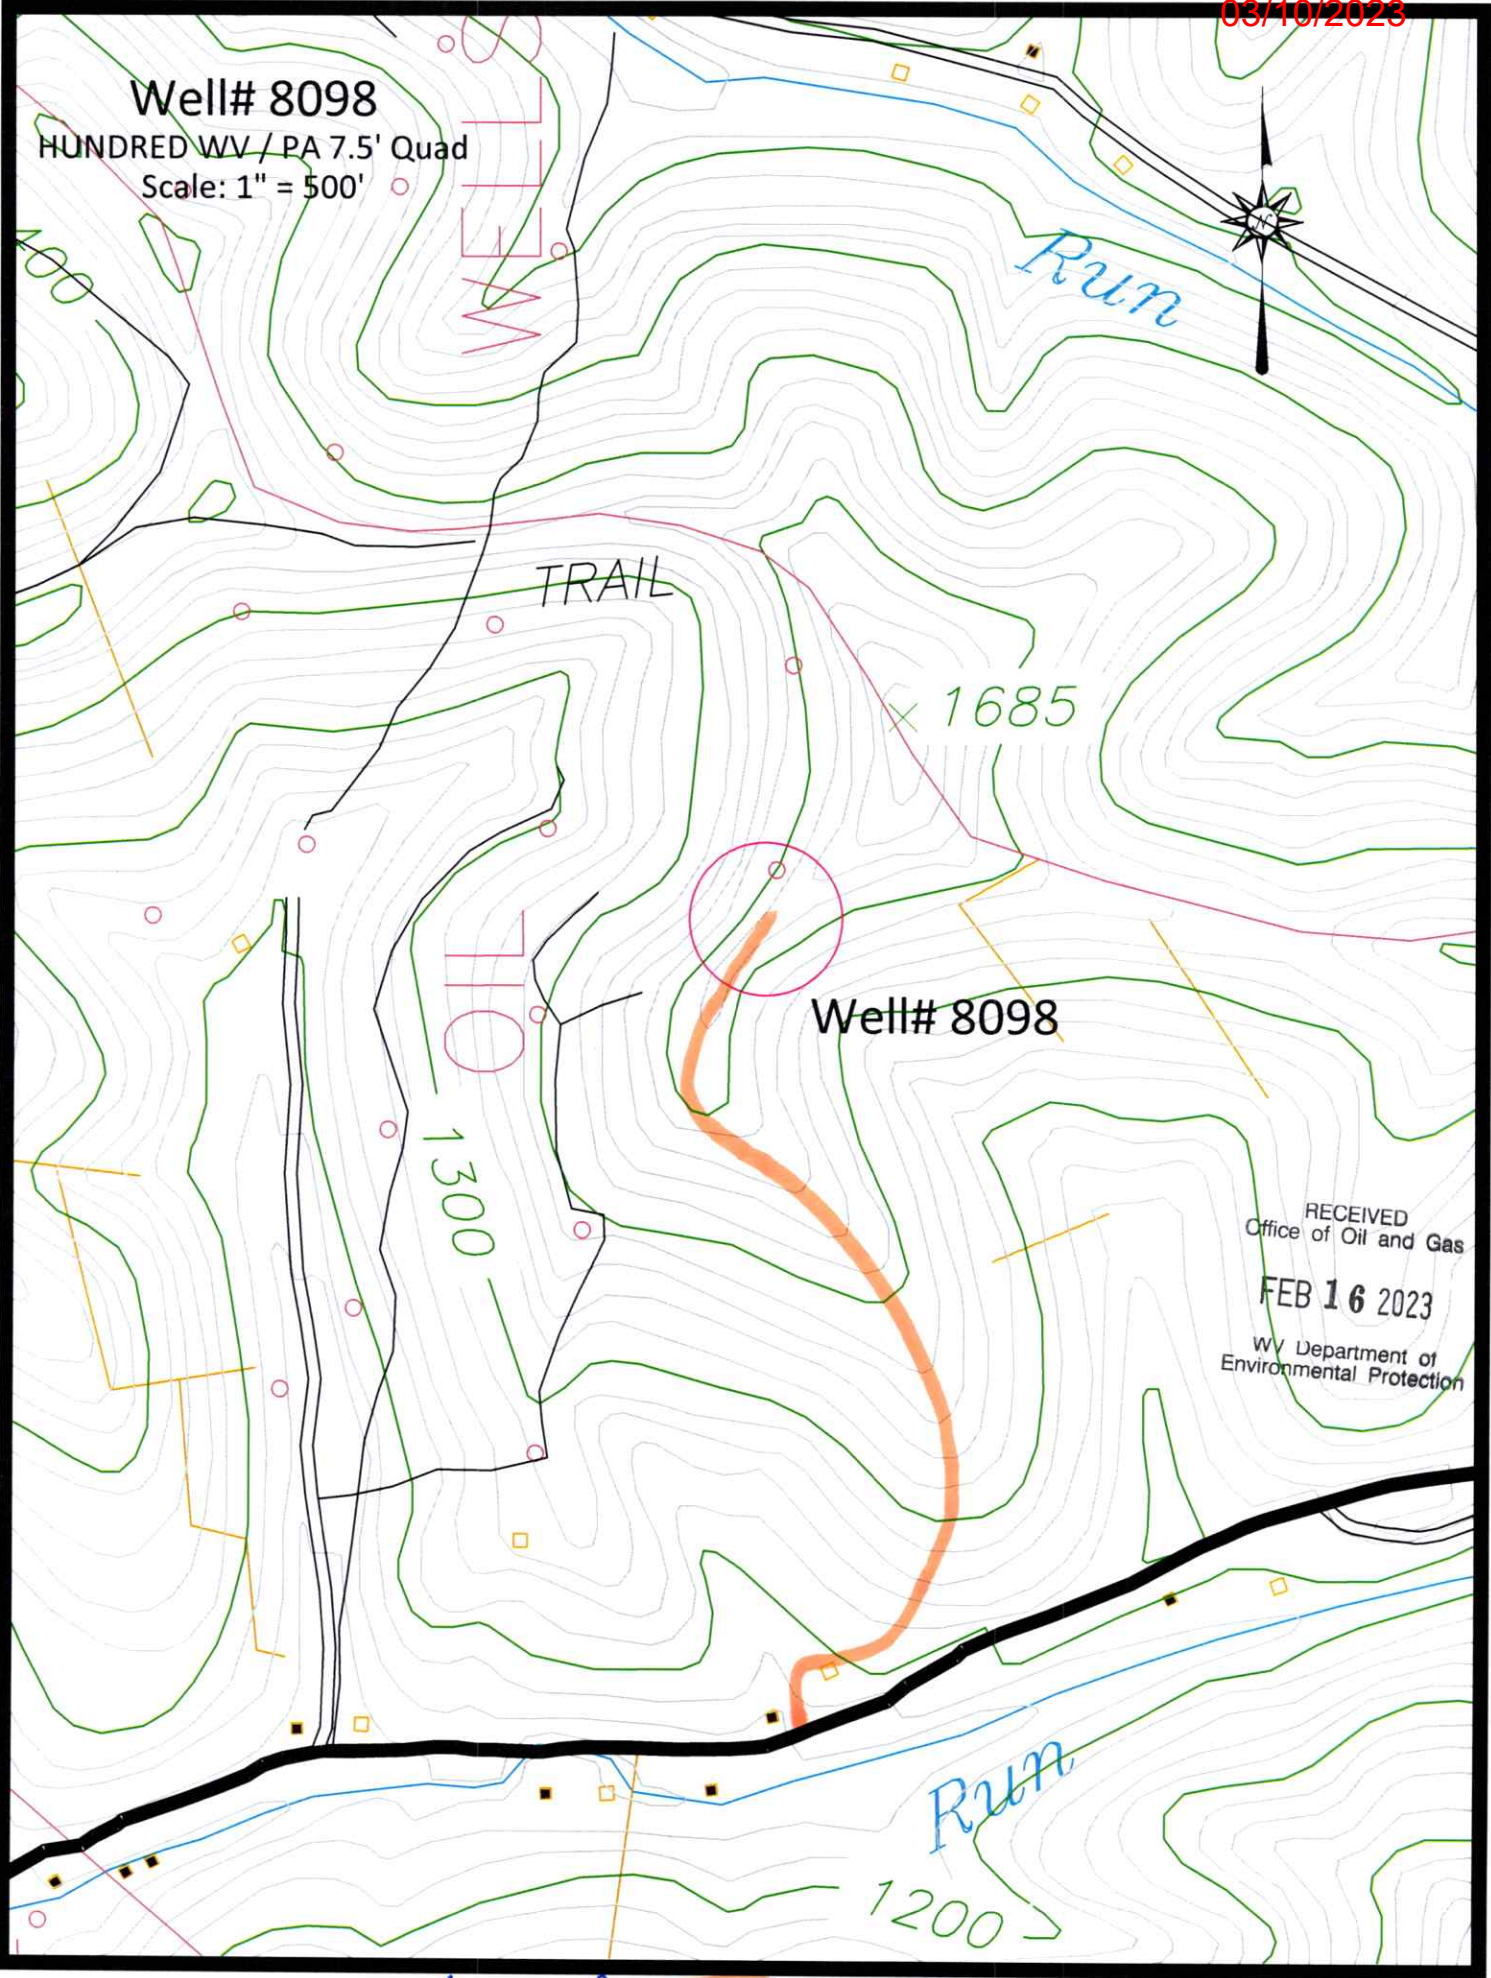 03/10/2023
Well# 8098
HUNDRED WV / PA 7.5' Quad
Scale: 1" = 500'
WELLS
N
Run
TRAIL
1685
OIL
Well# 8098
1300
RECEIVED
Office of Oil and Gas
FEB 16 2023
WV Department of
Environmental Protection
Run
1200